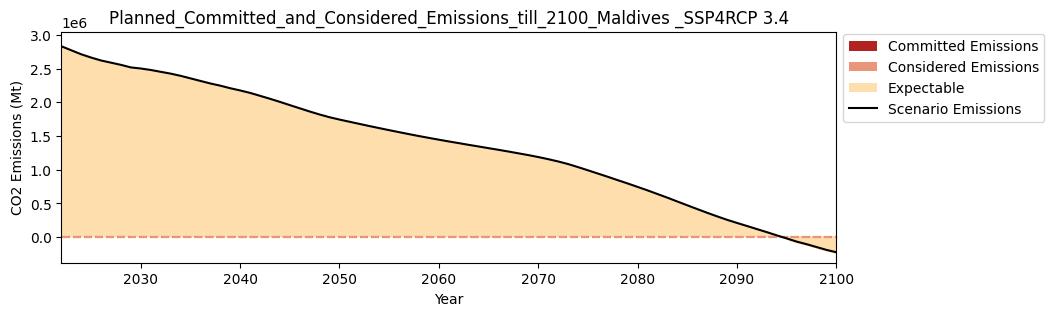 Planned_Committed_and_Considered_Emissions_till_2100_Maldives _SSP4RCP 3.4
1e6
3.0
2.5
2.0
1.5
1.0
0.5
0.0
CO2 Emissions (Mt)
2030 2040 2050 2060 2070 2080 2090 2100
Year
Committed Emissions
Considered Emissions
Expectable
Scenario Emissions